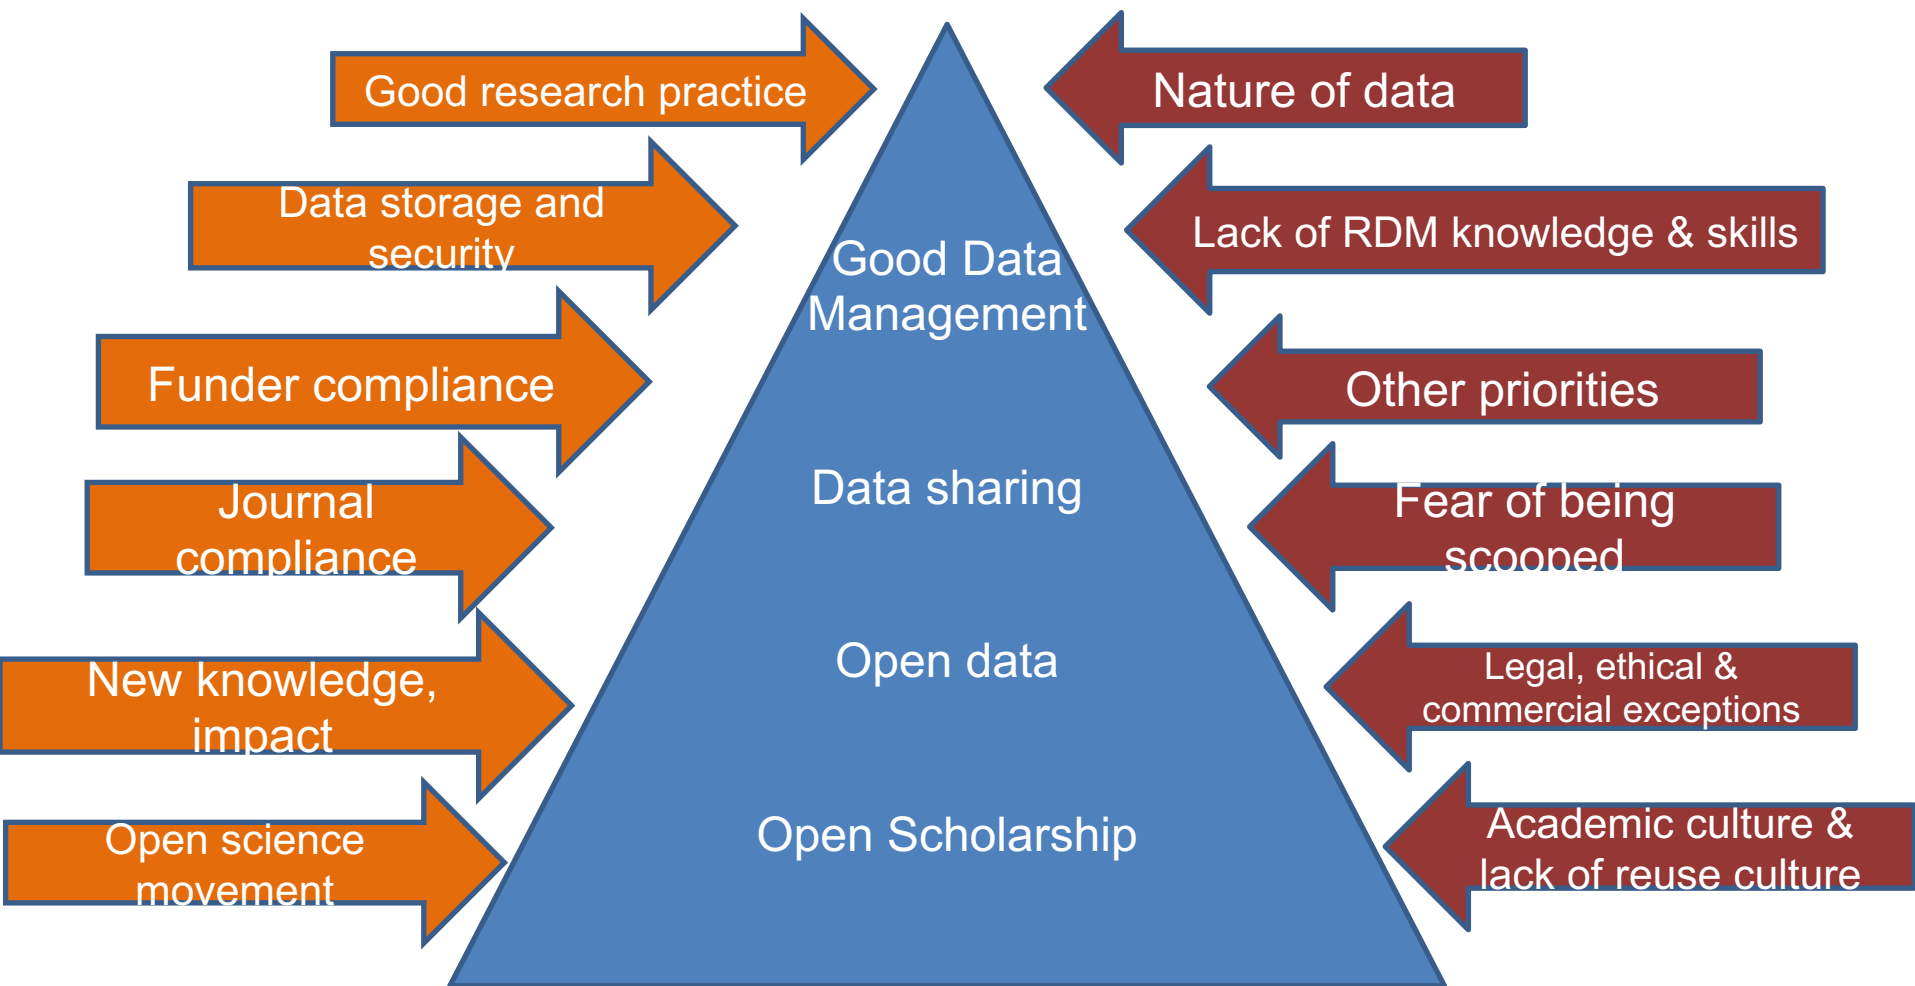 Good research practice
Data storage and
security
Funder compliance
Journal
compliance
New knowledge,
impact
Open science
movement
Good Data
Management
Data sharing
Open data
Open Scholarship
Nature of data
Lack of RDM knowledge & skills
Other priorities
Fear of being
scooped
Legal, ethical &
commercial exceptions
Academic culture &
lack of reuse culture